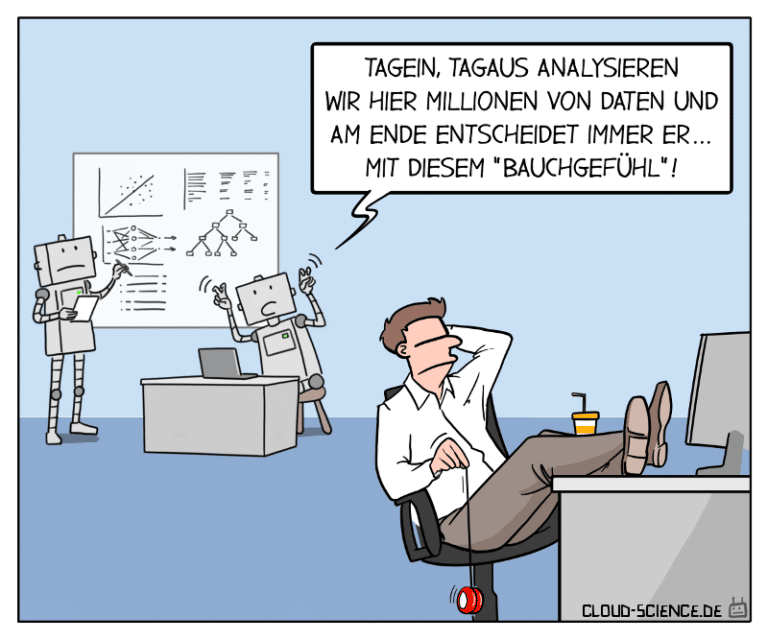 TAGEIN, TAGAUS ANALYSIEREN
WIR HIER MILLIONEN VON DATEN UND
AM ENDE ENTSCHEIDET IMMER ER...
MIT DIESEM "BAUCHGEFÜHL"!
CLOUD-SCIENCE.DE